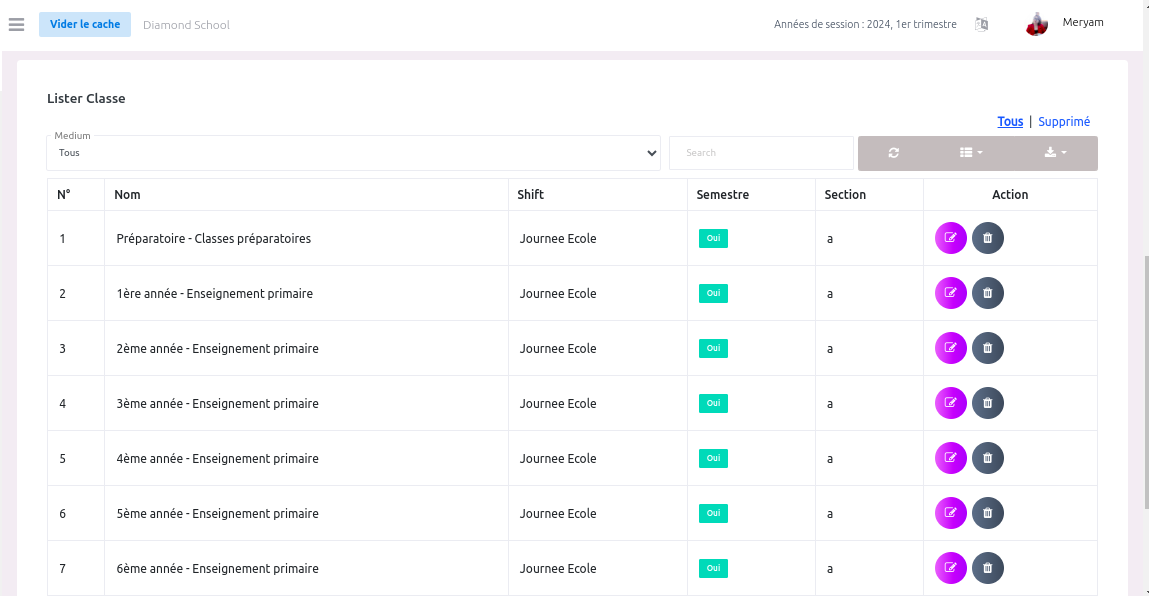 Vider le cache Diamond School Années de session : 2024, 1er trimestre Meryam
Lister Classe
Tous | Supprimé
Medium
Tous Search
N° Nom Shift Semestre Section Action
1 Préparatoire - Classes préparatoires Journee Ecole Oui a
2 1ère année - Enseignement primaire Journee Ecole Oui a
3 2ème année - Enseignement primaire Journee Ecole Oui a
4 3ème année - Enseignement primaire Journee Ecole Oui a
5 4ème année - Enseignement primaire Journee Ecole Oui a
6 5ème année - Enseignement primaire Journee Ecole Oui a
7 6ème année - Enseignement primaire Journee Ecole Oui a